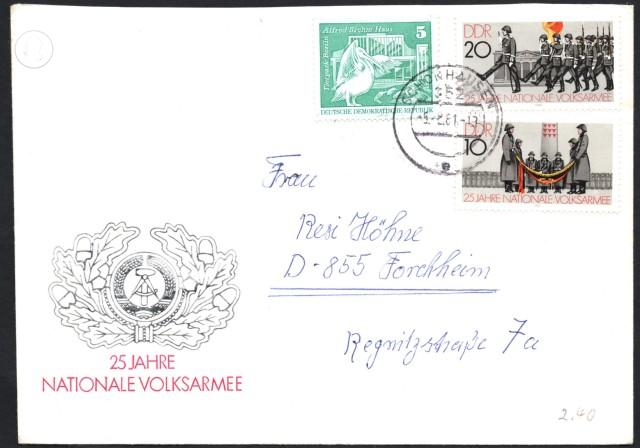 Alfred Brehm Haus
5
Tierpark Berlin
DEUTSCHE DEMOKRATISCHE REPUBLIK
DDR
20
25 JAHRE NATIONALE VOLKSARMEE
SCHÖNHAUSEN
DDR
10
25 JAHRE NATIONALE VOLKSARMEE
Frau
Resi Höhne
D-855 Forchheim
Regnitzstraße 7a
25 JAHRE
NATIONALE VOLKSARMEE
2.40